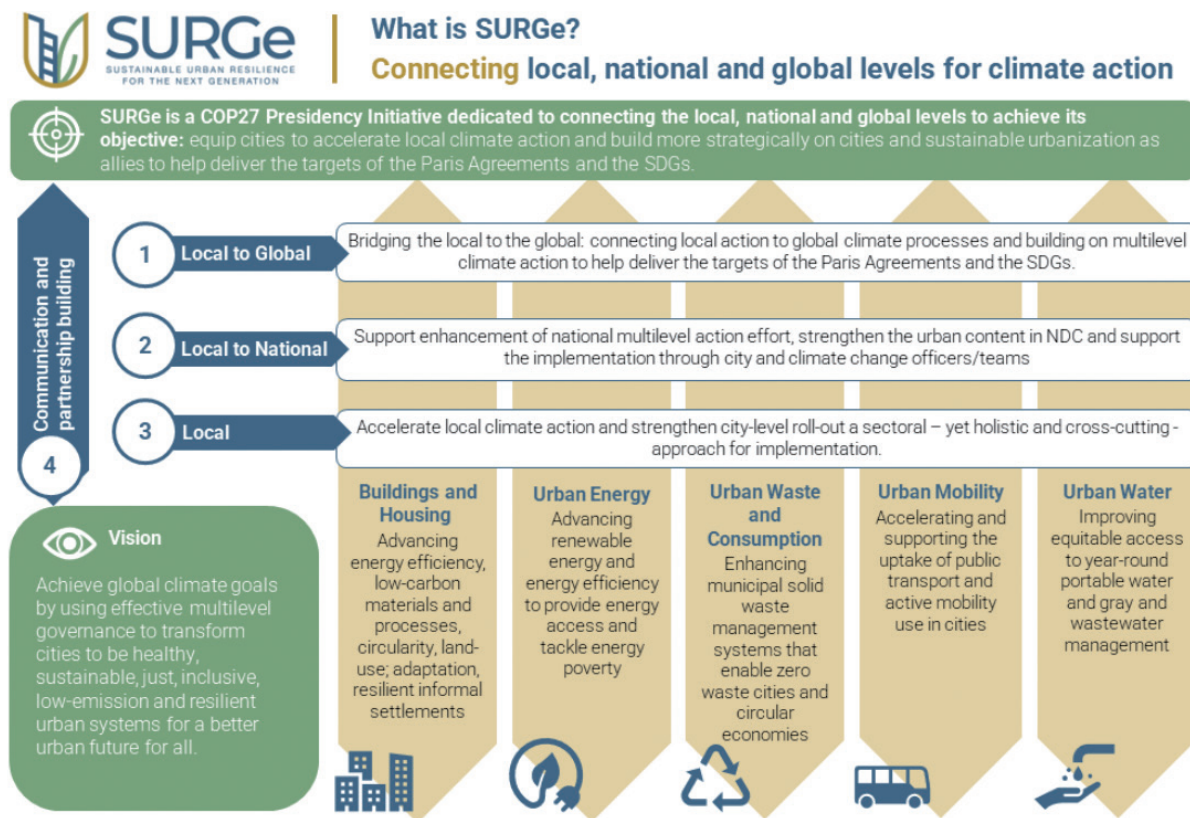 SURGe
SUSTAINABLE URBAN RESILIENCE
FOR THE NEXT GENERATION
What is SURGe?
Connecting local, national and global levels for climate action
SURGe is a COP27 Presidency Initiative dedicated to connecting the local, national and global levels to achieve its
objective: equip cities to accelerate local climate action and build more strategically on cities and sustainable urbanization as
allies to help deliver the targets of the Paris Agreements and the SDGs.
Communication and
partnership building
4
1
Local to Global
Bridging the local to the global: connecting local action to global climate processes and building on multilevel
climate action to help deliver the targets of the Paris Agreements and the SDGs.
2
Local to National
Support enhancement of national multilevel action effort, strengthen the urban content in NDC and support
the implementation through city and climate change officers/teams
3
Local
Accelerate local climate action and strengthen city-level roll-out a sectoral – yet holistic and cross-cutting -
approach for implementation.
Vision
Achieve global climate goals
by using effective multilevel
governance to transform
cities to be healthy,
sustainable, just, inclusive,
low-emission and resilient
urban systems for a better
urban future for all.
Buildings and
Housing
Advancing
energy efficiency,
low-carbon
materials and
processes,
circularity, land-
use; adaptation,
resilient informal
settlements
Urban Energy
Advancing
renewable
energy and
energy efficiency
to provide energy
access and
tackle energy
poverty
Urban Waste
and
Consumption
Enhancing
municipal solid
waste
management
systems that
enable zero
waste cities and
circular
economies
Urban Mobility
Accelerating and
supporting the
uptake of public
transport and
active mobility
use in cities
Urban Water
Improving
equitable access
to year-round
portable water
and gray and
wastewater
management